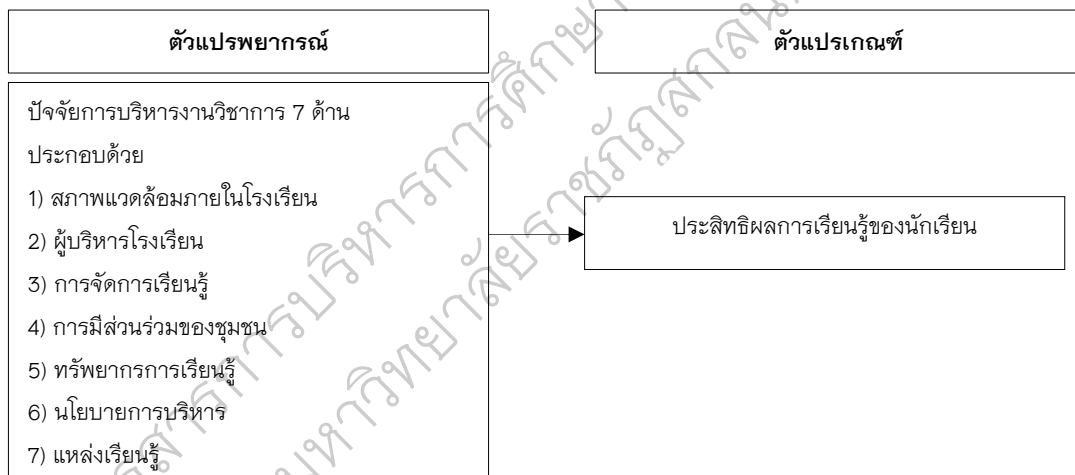 ตัวแปรพยากรณ์
ตัวแปรเกณฑ์
ปัจจัยการบริหารงานวิชาการ 7 ด้าน
ประกอบด้วย
1) สภาพแวดล้อมภายในโรงเรียน
2) ผู้บริหารโรงเรียน
3) การจัดการเรียนรู้
4) การมีส่วนร่วมของชุมชน
5) ทรัพยากรการเรียนรู้
6) นโยบายการบริหาร
7) แหล่งเรียนรู้
ประสิทธิผลการเรียนรู้ของนักเรียน